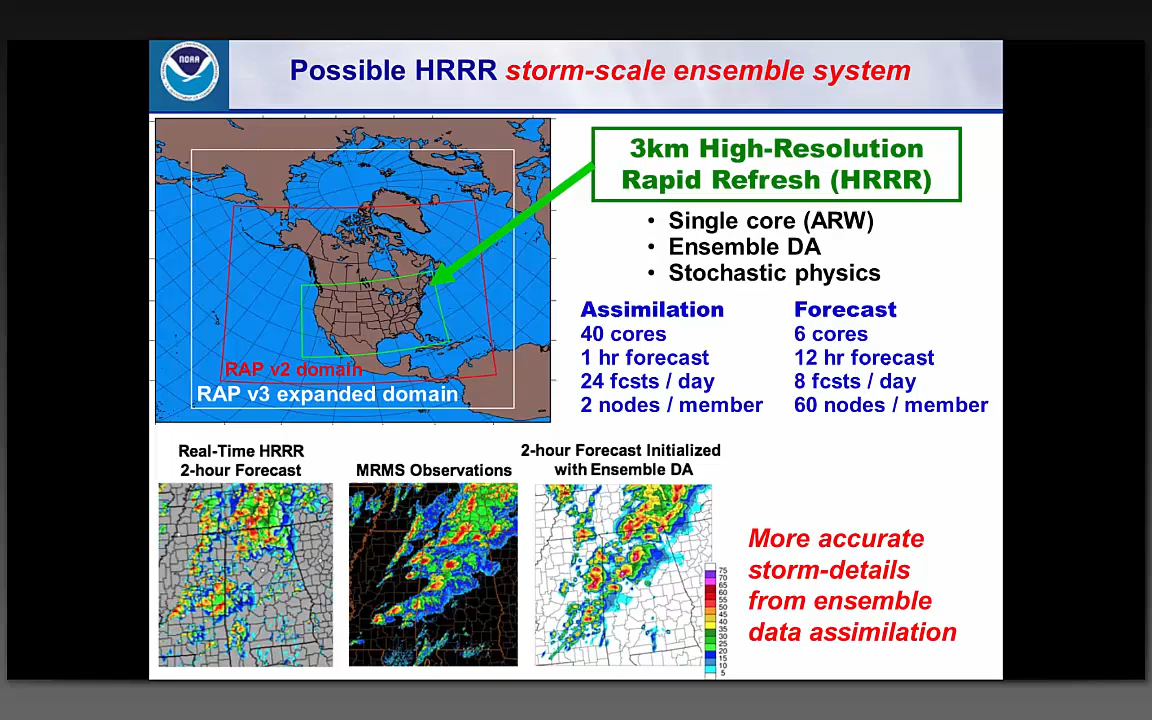 NOAA
Possible HRRR storm-scale ensemble system
3km High-Resolution
Rapid Refresh (HRRR)
• Single core (ARW)
• Ensemble DA
• Stochastic physics
Assimilation
40 cores
1 hr forecast
24 fcsts / day
2 nodes / member
Forecast
6 cores
12 hr forecast
8 fcsts / day
60 nodes / member
RAP v2 domain
RAP v3 expanded domain
Real-Time HRRR
2-hour Forecast
MRMS Observations
2-hour Forecast Initialized
with Ensemble DA
75
70
65
60
55
50
45
40
35
30
25
20
15
10
5
More accurate
storm-details
from ensemble
data assimilation